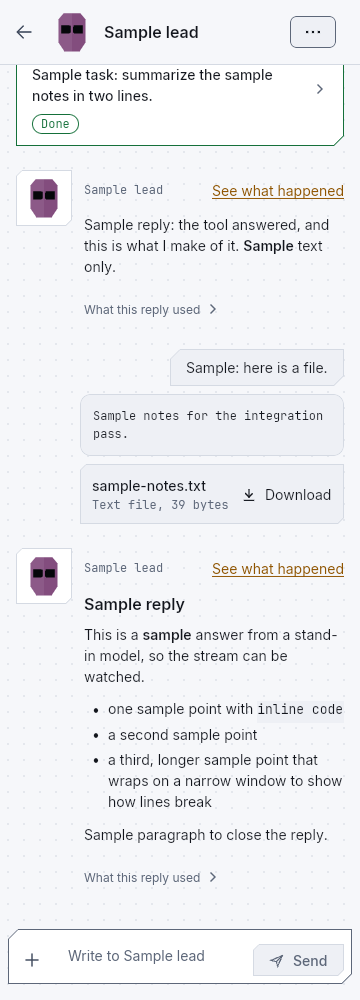 Sample lead
Sample task: summarize the sample
notes in two lines.
Done
Sample lead
See what happened
Sample reply: the tool answered, and
this is what I make of it. Sample text
only.
What this reply used
Sample: here is a file.
Sample notes for the integration
pass.
sample-notes.txt
Text file, 39 bytes
Download
Sample lead
See what happened
Sample reply
This is a sample answer from a stand-
in model, so the stream can be
watched.
• one sample point with inline code
• a second sample point
• a third, longer sample point that
wraps on a narrow window to show
how lines break
Sample paragraph to close the reply.
What this reply used
Write to Sample lead
Send